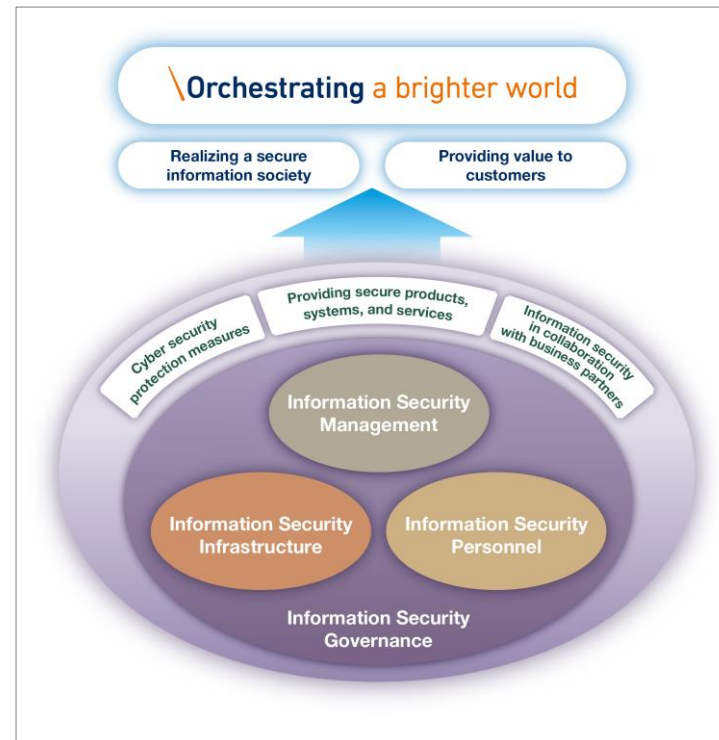 \Orchestrating a brighter world
Realizing a secure
information society
Providing value to
customers
Cyber security
protection measures
Providing secure products,
systems, and services
Information security
in collaboration
with business partners
Information Security
Management
Information Security
Infrastructure
Information Security
Personnel
Information Security
Governance